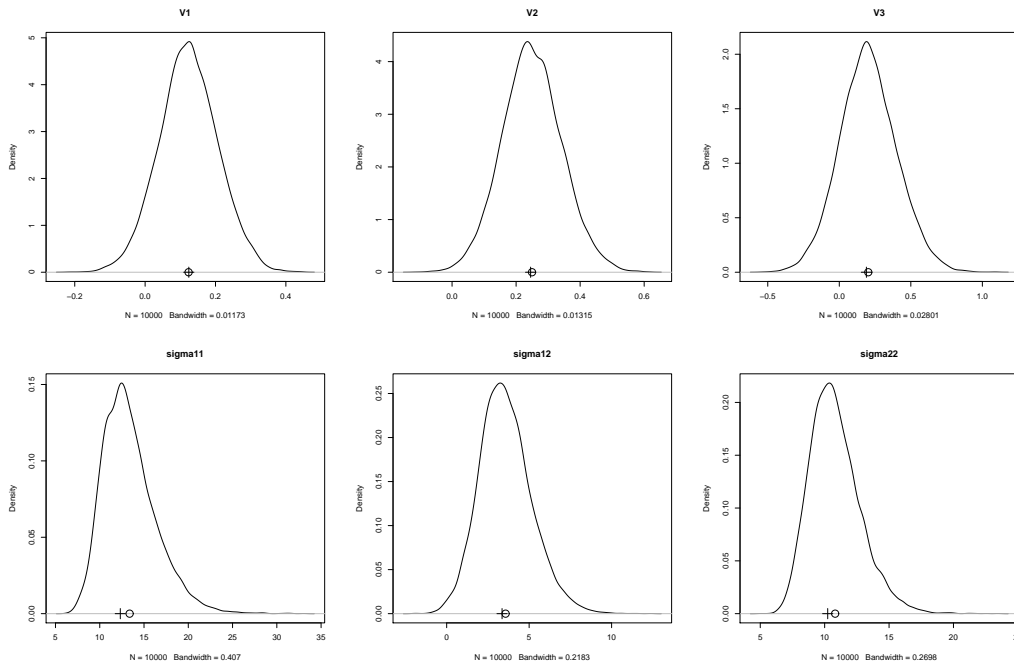 V1
V2
V3
Density
0 1 2 3 4 5
−0.2 0.0 0.2 0.4
N = 10000 Bandwidth = 0.01173
Density
0 1 2 3 4
0.0 0.2 0.4 0.6
N = 10000 Bandwidth = 0.01315
Density
0.0 0.5 1.0 1.5 2.0
−0.5 0.0 0.5 1.0
N = 10000 Bandwidth = 0.02801
sigma11
sigma12
sigma22
Density
0.00 0.05 0.10 0.15
5 10 15 20 25 30 35
N = 10000 Bandwidth = 0.407
Density
0.00 0.05 0.10 0.15 0.20 0.25
0 5 10
N = 10000 Bandwidth = 0.2183
Density
0.00 0.05 0.10 0.15 0.20
5 10 15 20
N = 10000 Bandwidth = 0.2698